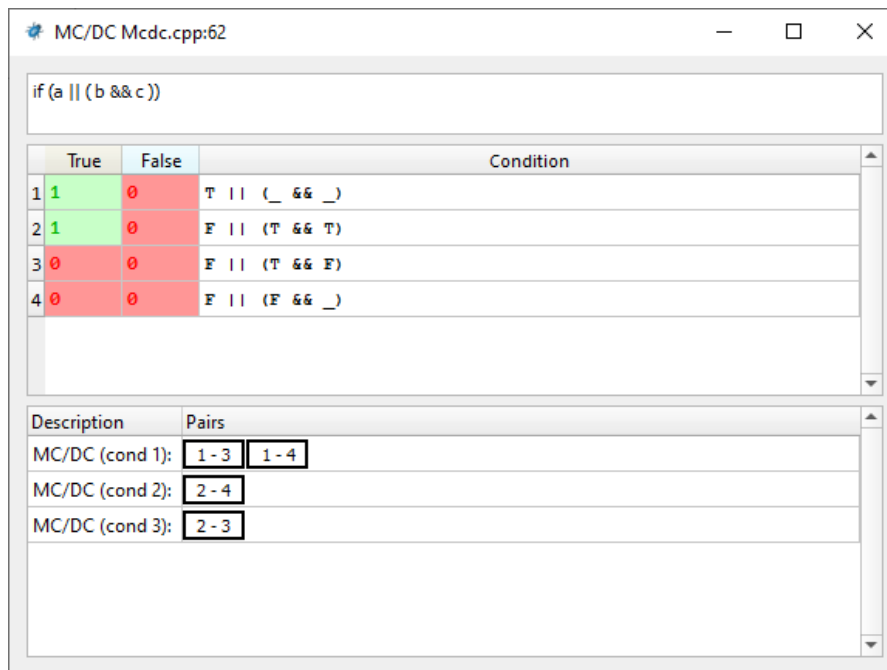 MC/DC Mcdc.cpp:62
if (a || ( b && c ))
True False Condition
1 1 0 T || (_ && _)
2 1 0 F || (T && T)
3 0 0 F || (T && F)
4 0 0 F || (F && _)
Description Pairs
MC/DC (cond 1): 1 - 3 1 - 4
MC/DC (cond 2): 2 - 4
MC/DC (cond 3): 2 - 3